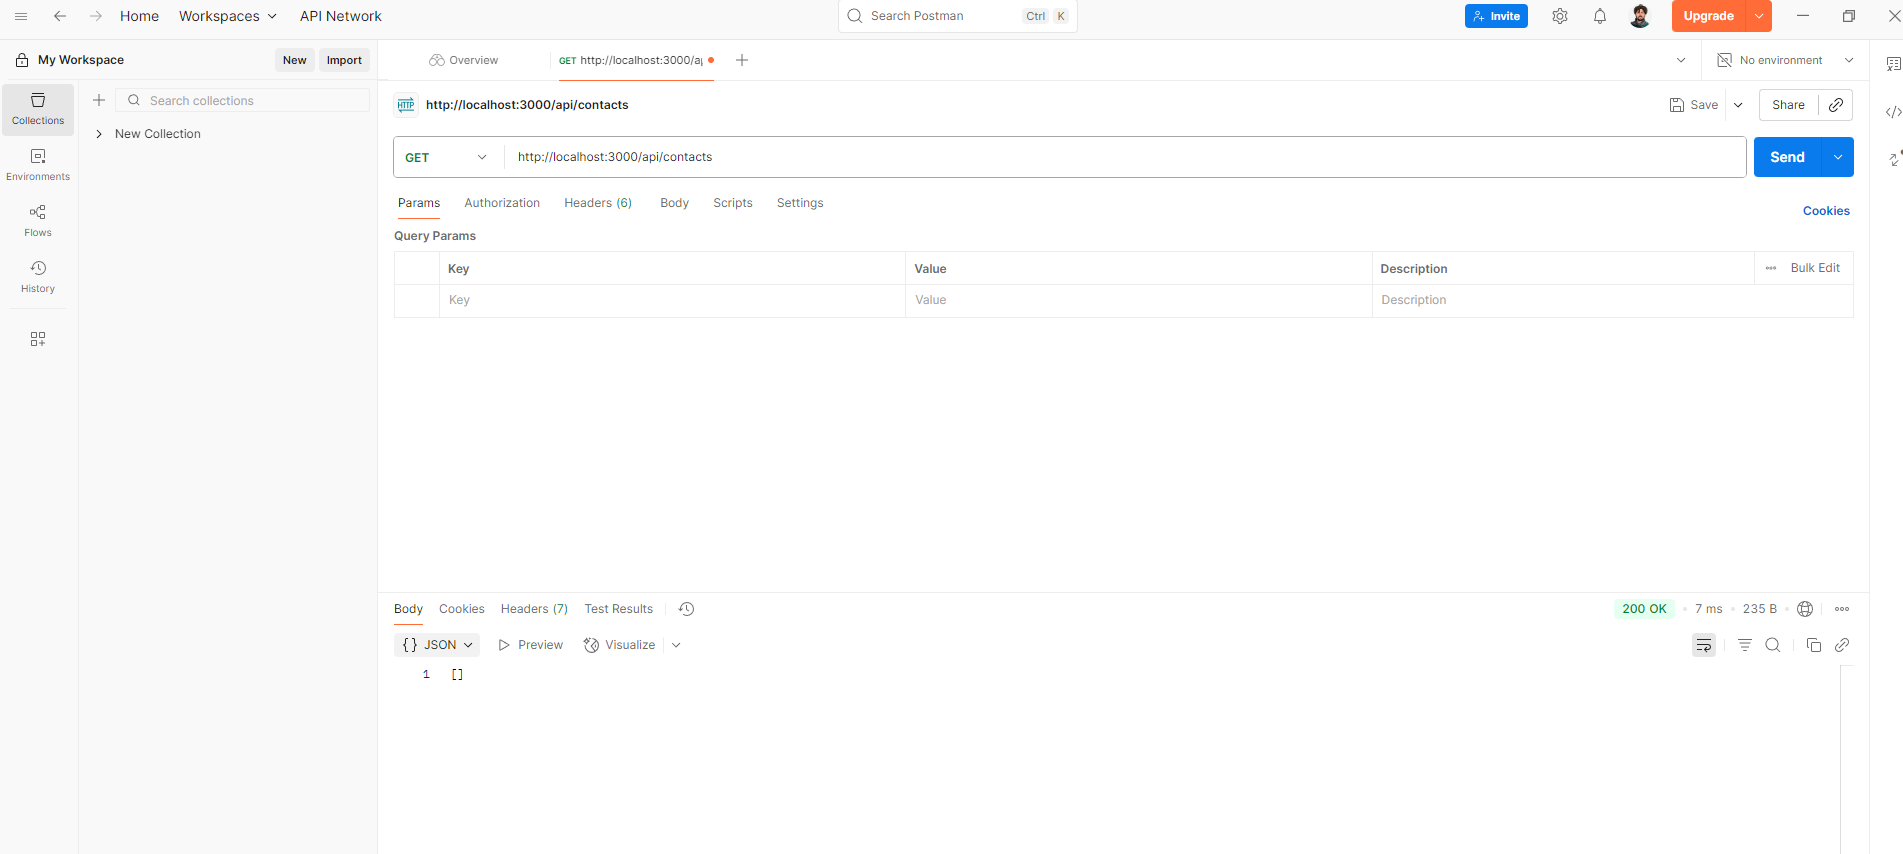 Home Workspaces API Network Search Postman Ctrl K Invite Upgrade
My Workspace New Import Overview GET http://localhost:3000/a No environment
Search collections
Collections
New Collection
Environments
Flows
History
HTTP http://localhost:3000/api/contacts Save Share
GET http://localhost:3000/api/contacts Send
Params Authorization Headers (6) Body Scripts Settings Cookies
Query Params
Key Value Description Bulk Edit
Key Value Description
Body Cookies Headers (7) Test Results 200 OK 7 ms 235 B
{} JSON Preview Visualize
1 []